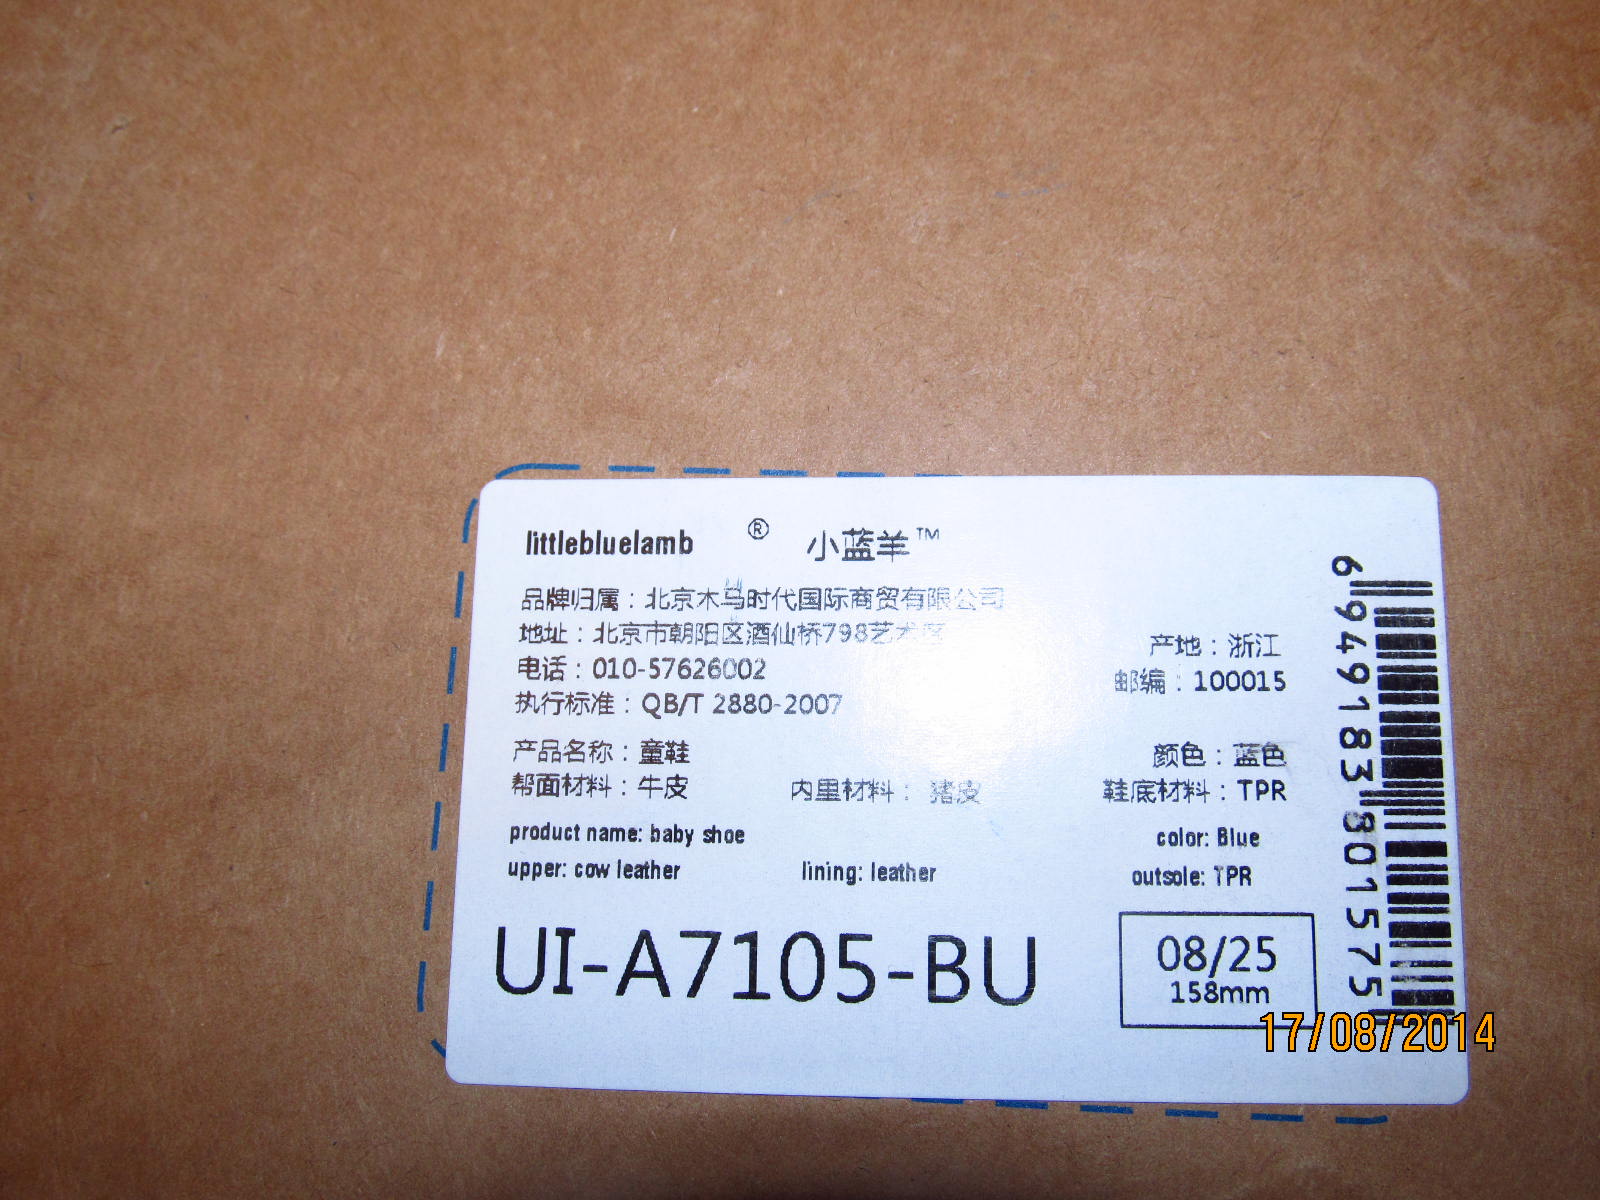 littlebluelamb ® 小蓝羊™
品牌归属：北京木马时代国际商贸有限公司
地址：北京市朝阳区酒仙桥798艺术区
产地：浙江
电话：010-57626002
邮编：100015
执行标准：QB/T 2880-2007
产品名称：童鞋
颜色：蓝色
帮面材料：牛皮 内里材料：猪皮 鞋底材料：TPR
product name: baby shoe
color: Blue
upper: cow leather lining: leather outsole: TPR
UI-A7105-BU
08/25
158mm
6949183801575
17/08/2014